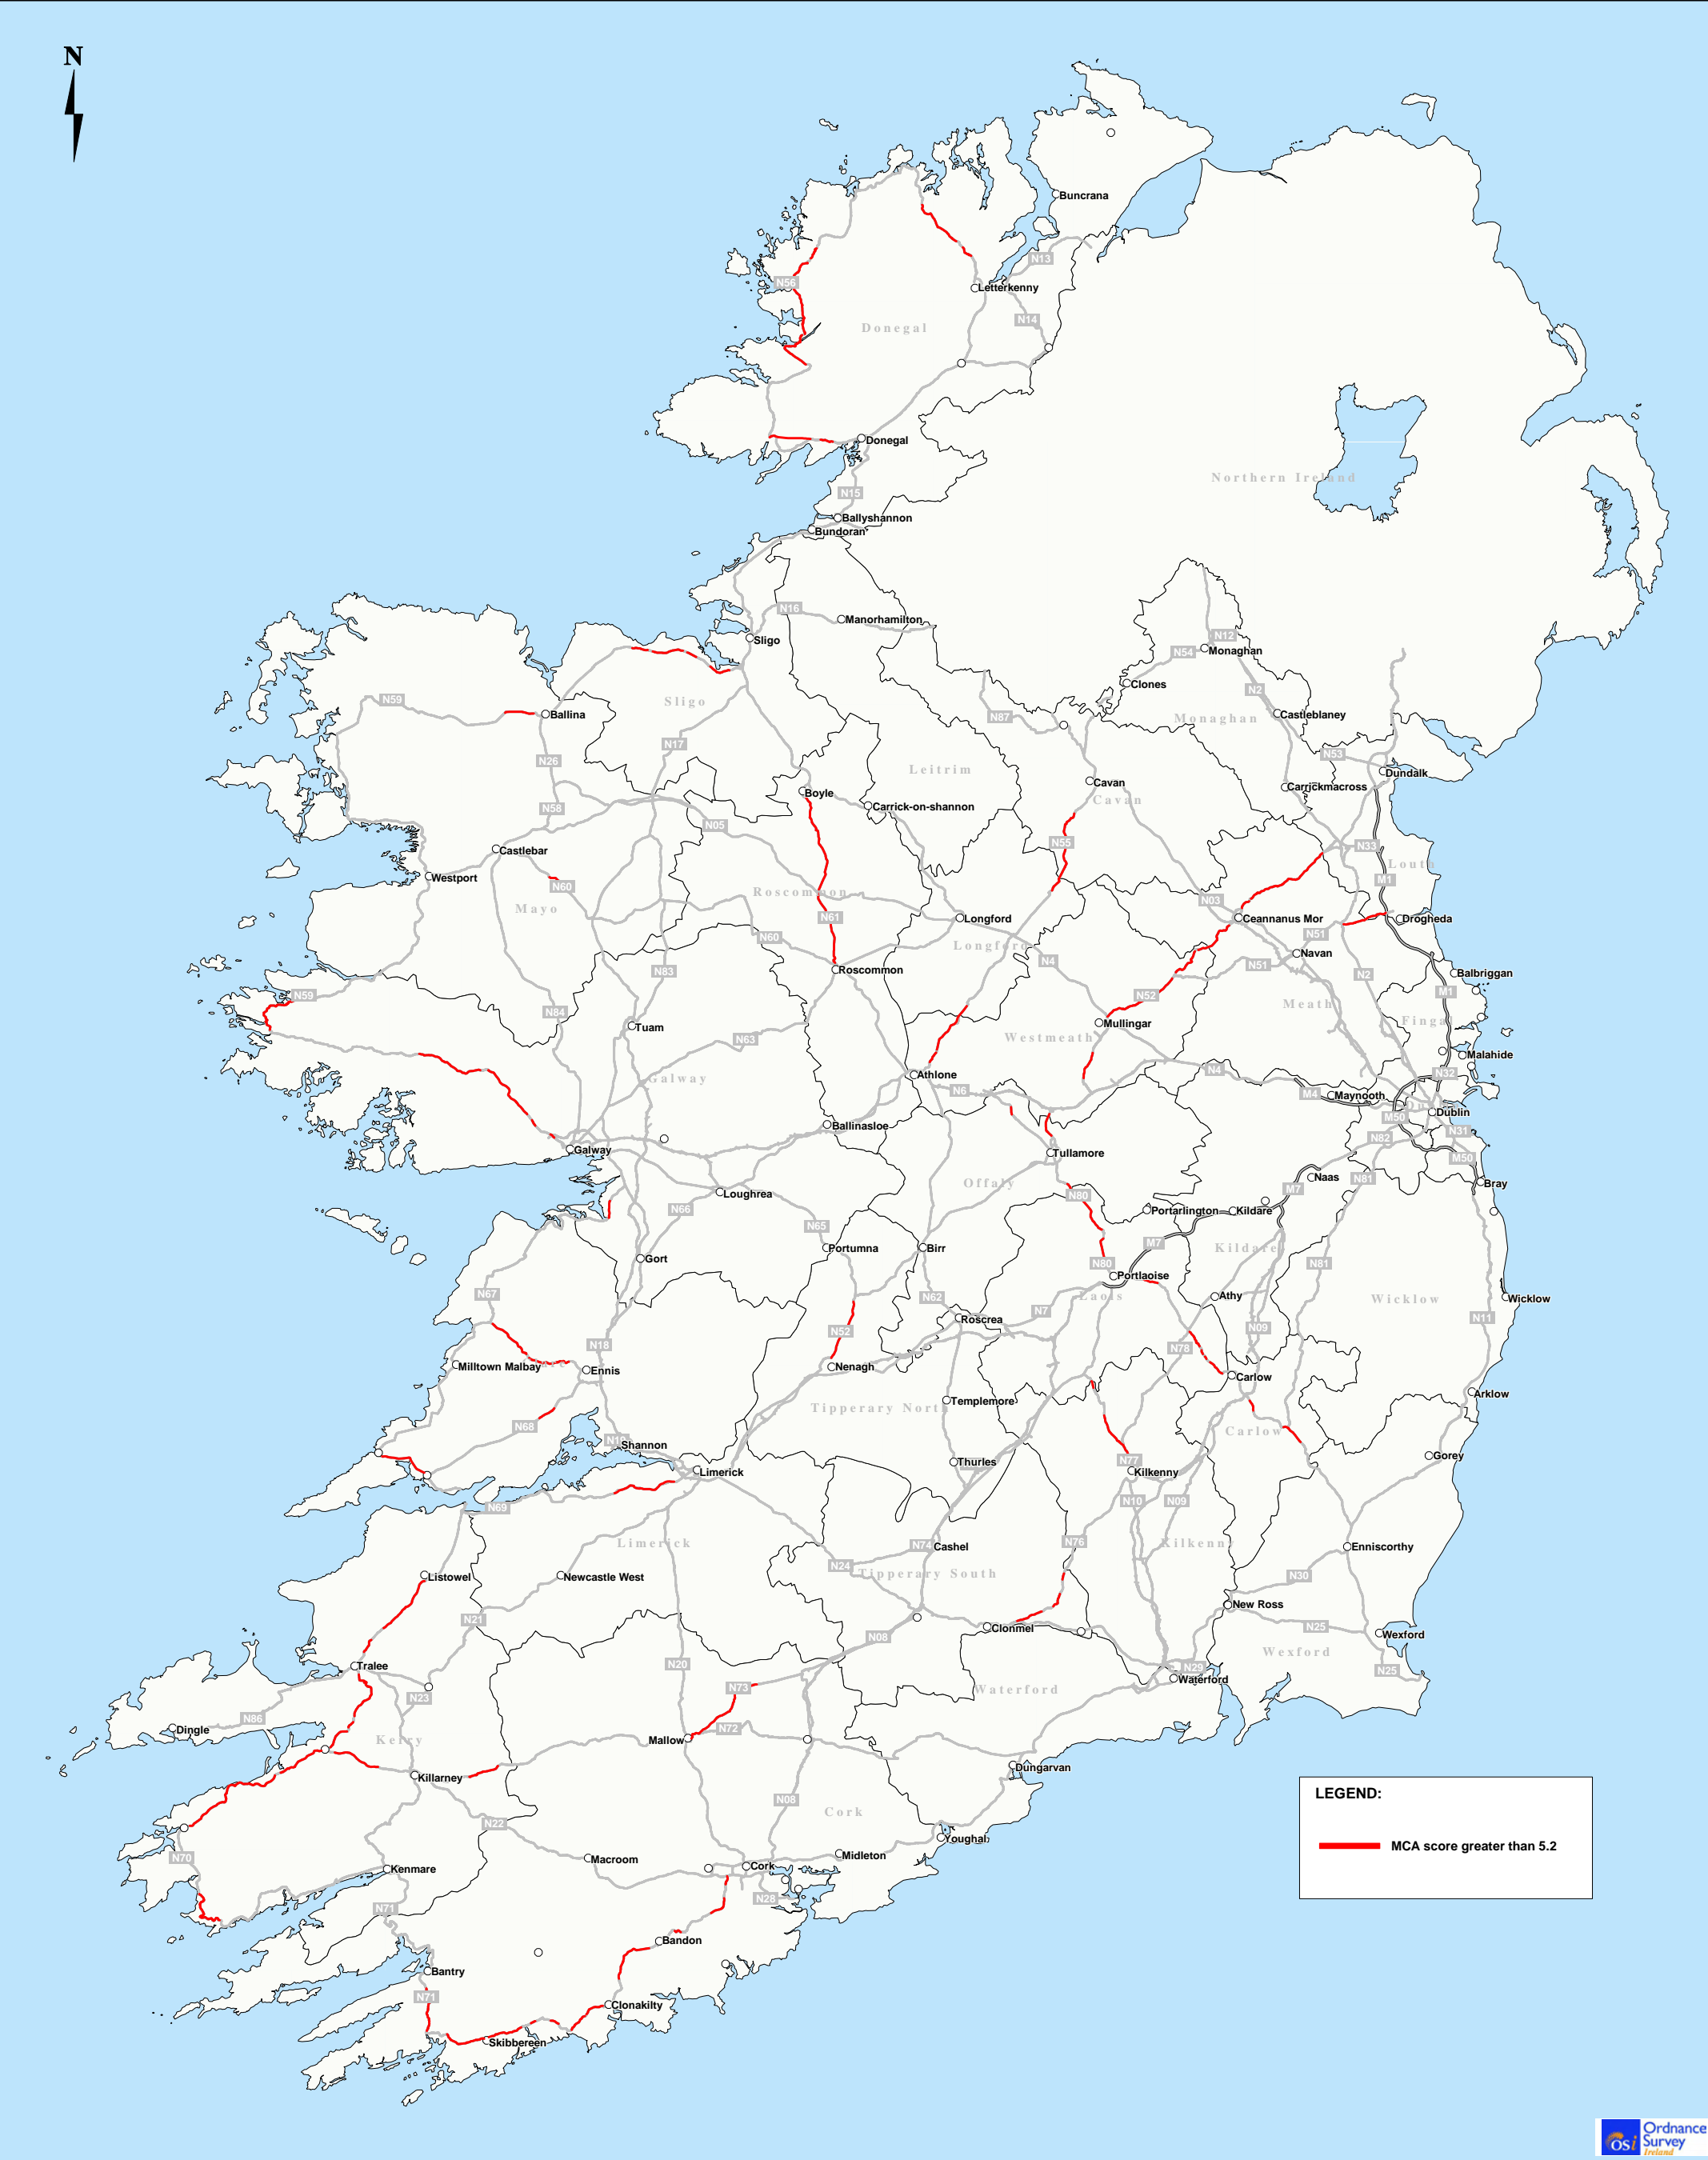 N
Buncrana
N13
N56
Letterkenny
N14
Donegal
Donegal
Northern Ireland
N15
Ballyshannon
Bundoran
N16
Manorhamilton
Sligo
N12
Monaghan
N54
Clones
N2
N59
Sligo
Ballina
N87
Castleblaney
Monaghan
N17
N53
N26
Leitrim
Dundalk
Cavan
Carrickmacross
Boyle
Cavan
Carrick-on-shannon
N58
N05
N55
N33
Castlebar
Louth
Westport
N60
M1
Roscommon
N03
Mayo
N61
Longford
Ceannanus Mor
Drogheda
N60
N51
Longford
Navan
N4
N51
N83
Roscommon
N2
Balbriggan
N59
N52
M1
Meath
N84
Tuam
Mullingar
Fingal
N63
Westmeath
Malahide
Galway
Athlone
N4
N32
N6
M4
Maynooth
Dublin
M50
Ballinasloe
N31
N82
Galway
Tullamore
M50
Naas
N81
Offaly
Bray
Loughrea
N80
M7
N66
Portlarlington
Kildare
N65
M7
Portumna
Birr
Kildare
Gort
N80
N81
Portlaoise
N67
N62
Laois
Athy
Wicklow
Wicklow
N7
Roscrea
N11
N52
N09
N18
N78
Milltown Malbay
Ennis
Nenagh
Carlow
Arklow
Templemore
Tipperary North
N68
Carlow
N19
Shannon
Gorey
Thurles
N77
Limerick
Kilkenny
N69
N10
N09
Limerick
N74
Cashel
N76
Kilkenny
Enniscorthy
N24
Tipperary South
Listowel
Newcastle West
N30
New Ross
N21
Clonmel
N25
N08
Wexford
Wexford
Tralee
N20
N29
N25
Waterford
N23
N73
Waterford
N86
Dingle
N72
Kerry
Mallow
Dungarvan
Killarney
LEGEND:
N08
Cork
N22
Youghal
MCA score greater than 5.2
N70
Macroom
Midleton
Cork
Kenmare
N28
N71
Bandon
Bantry
N71
Clonakilty
Skibbereen
osi
Ordnance
Survey
Ireland